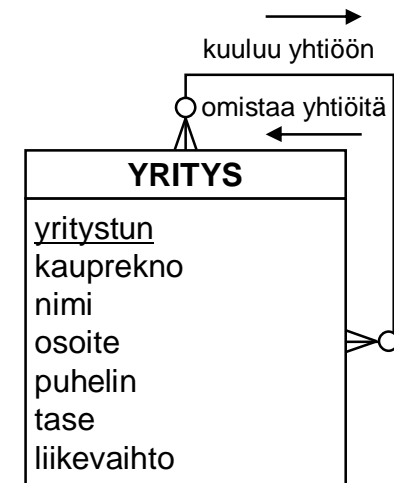 kuuluu yhtiöön
omistaa yhtiöitä
YRITYS
yritystun
kauprekno
nimi
osoite
puhelin
tase
liikevaihto